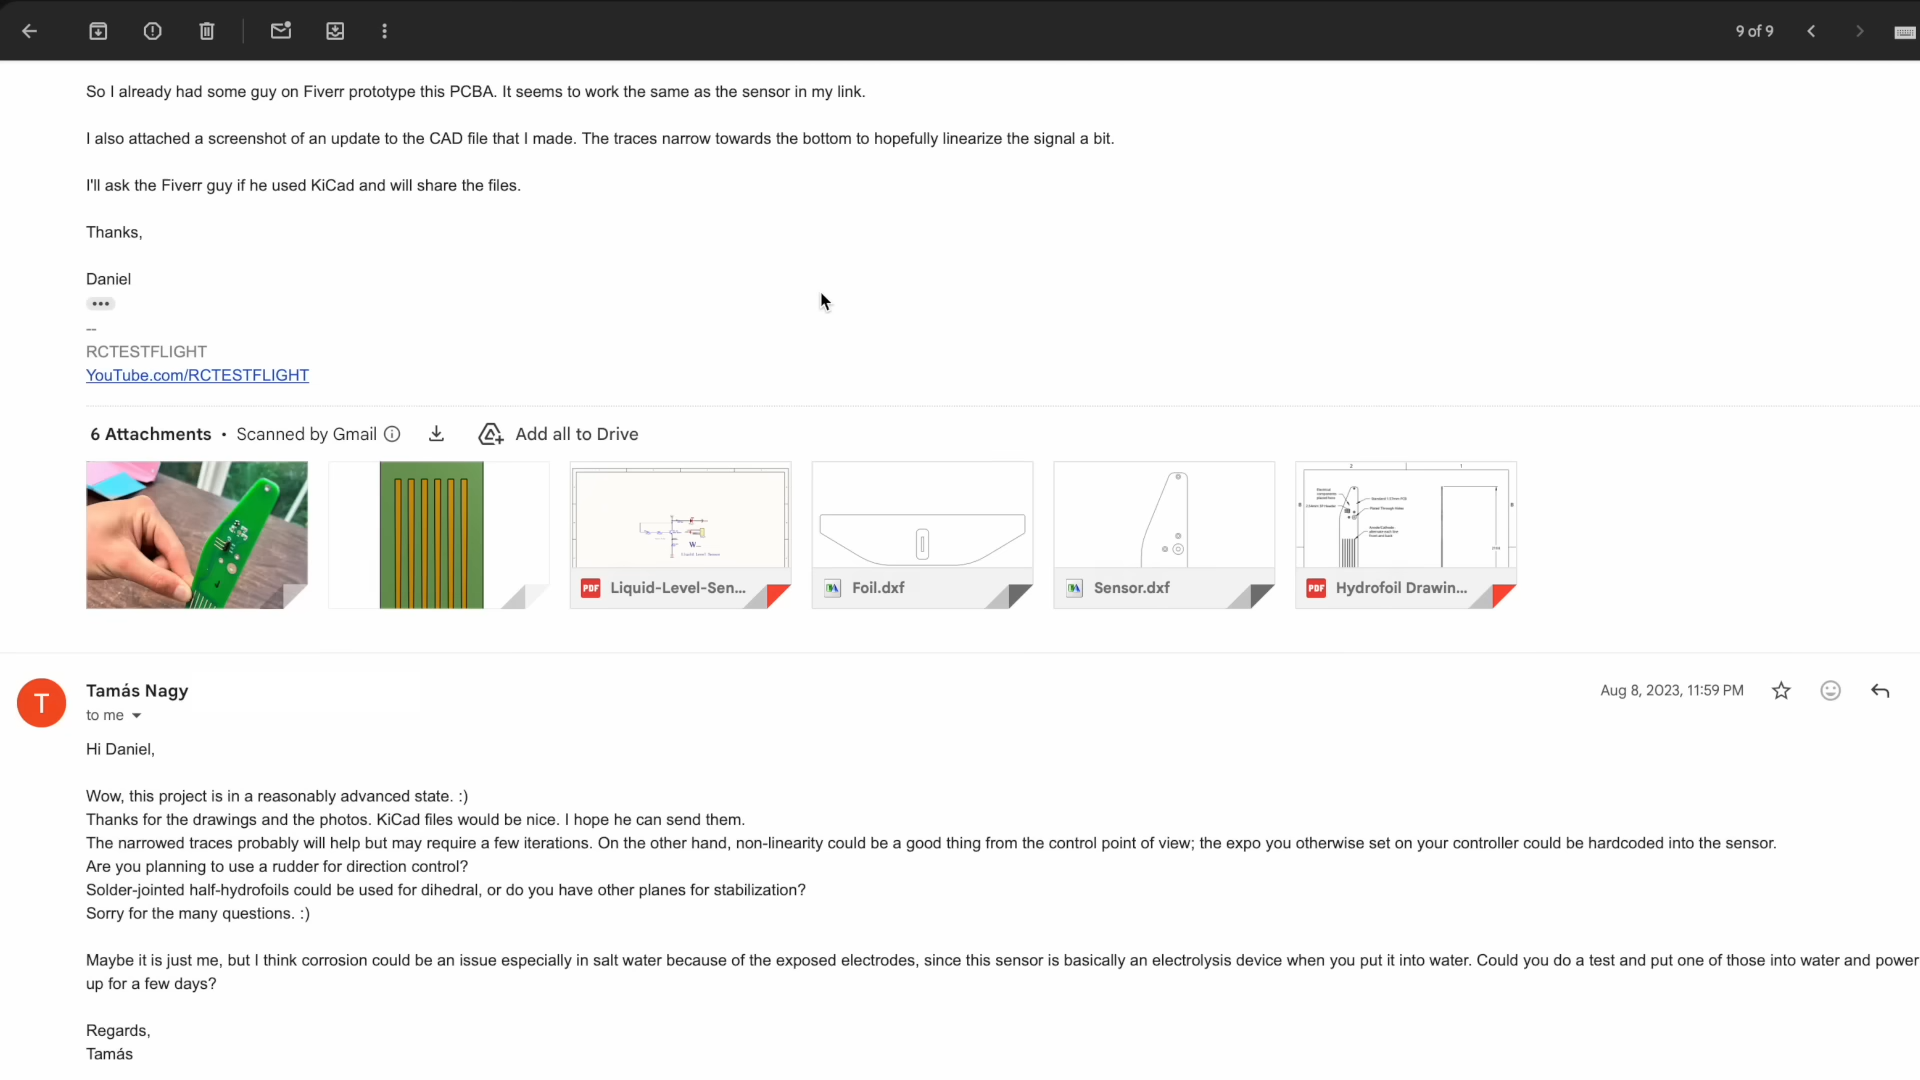 9 of 9
So I already had some guy on Fiverr prototype this PCBA. It seems to work the same as the sensor in my link.
I also attached a screenshot of an update to the CAD file that I made. The traces narrow towards the bottom to hopefully linearize the signal a bit.
I'll ask the Fiverr guy if he used KiCad and will share the files.
Thanks,
Daniel
--
RCTESTFLIGHT
YouTube.com/RCTESTFLIGHT
6 Attachments • Scanned by Gmail
Add all to Drive
PDF Liquid-Level-Sen...
Foil.dxf
Sensor.dxf
PDF Hydrofoil Drawin...
T
Tamás Nagy
Aug 8, 2023, 11:59 PM
to me
Hi Daniel,
Wow, this project is in a reasonably advanced state. :)
Thanks for the drawings and the photos. KiCad files would be nice. I hope he can send them.
The narrowed traces probably will help but may require a few iterations. On the other hand, non-linearity could be a good thing from the control point of view; the expo you otherwise set on your controller could be hardcoded into the sensor.
Are you planning to use a rudder for direction control?
Solder-jointed half-hydrofoils could be used for dihedral, or do you have other planes for stabilization?
Sorry for the many questions. :)
Maybe it is just me, but I think corrosion could be an issue especially in salt water because of the exposed electrodes, since this sensor is basically an electrolysis device when you put it into water. Could you do a test and put one of those into water and power
up for a few days?
Regards,
Tamás